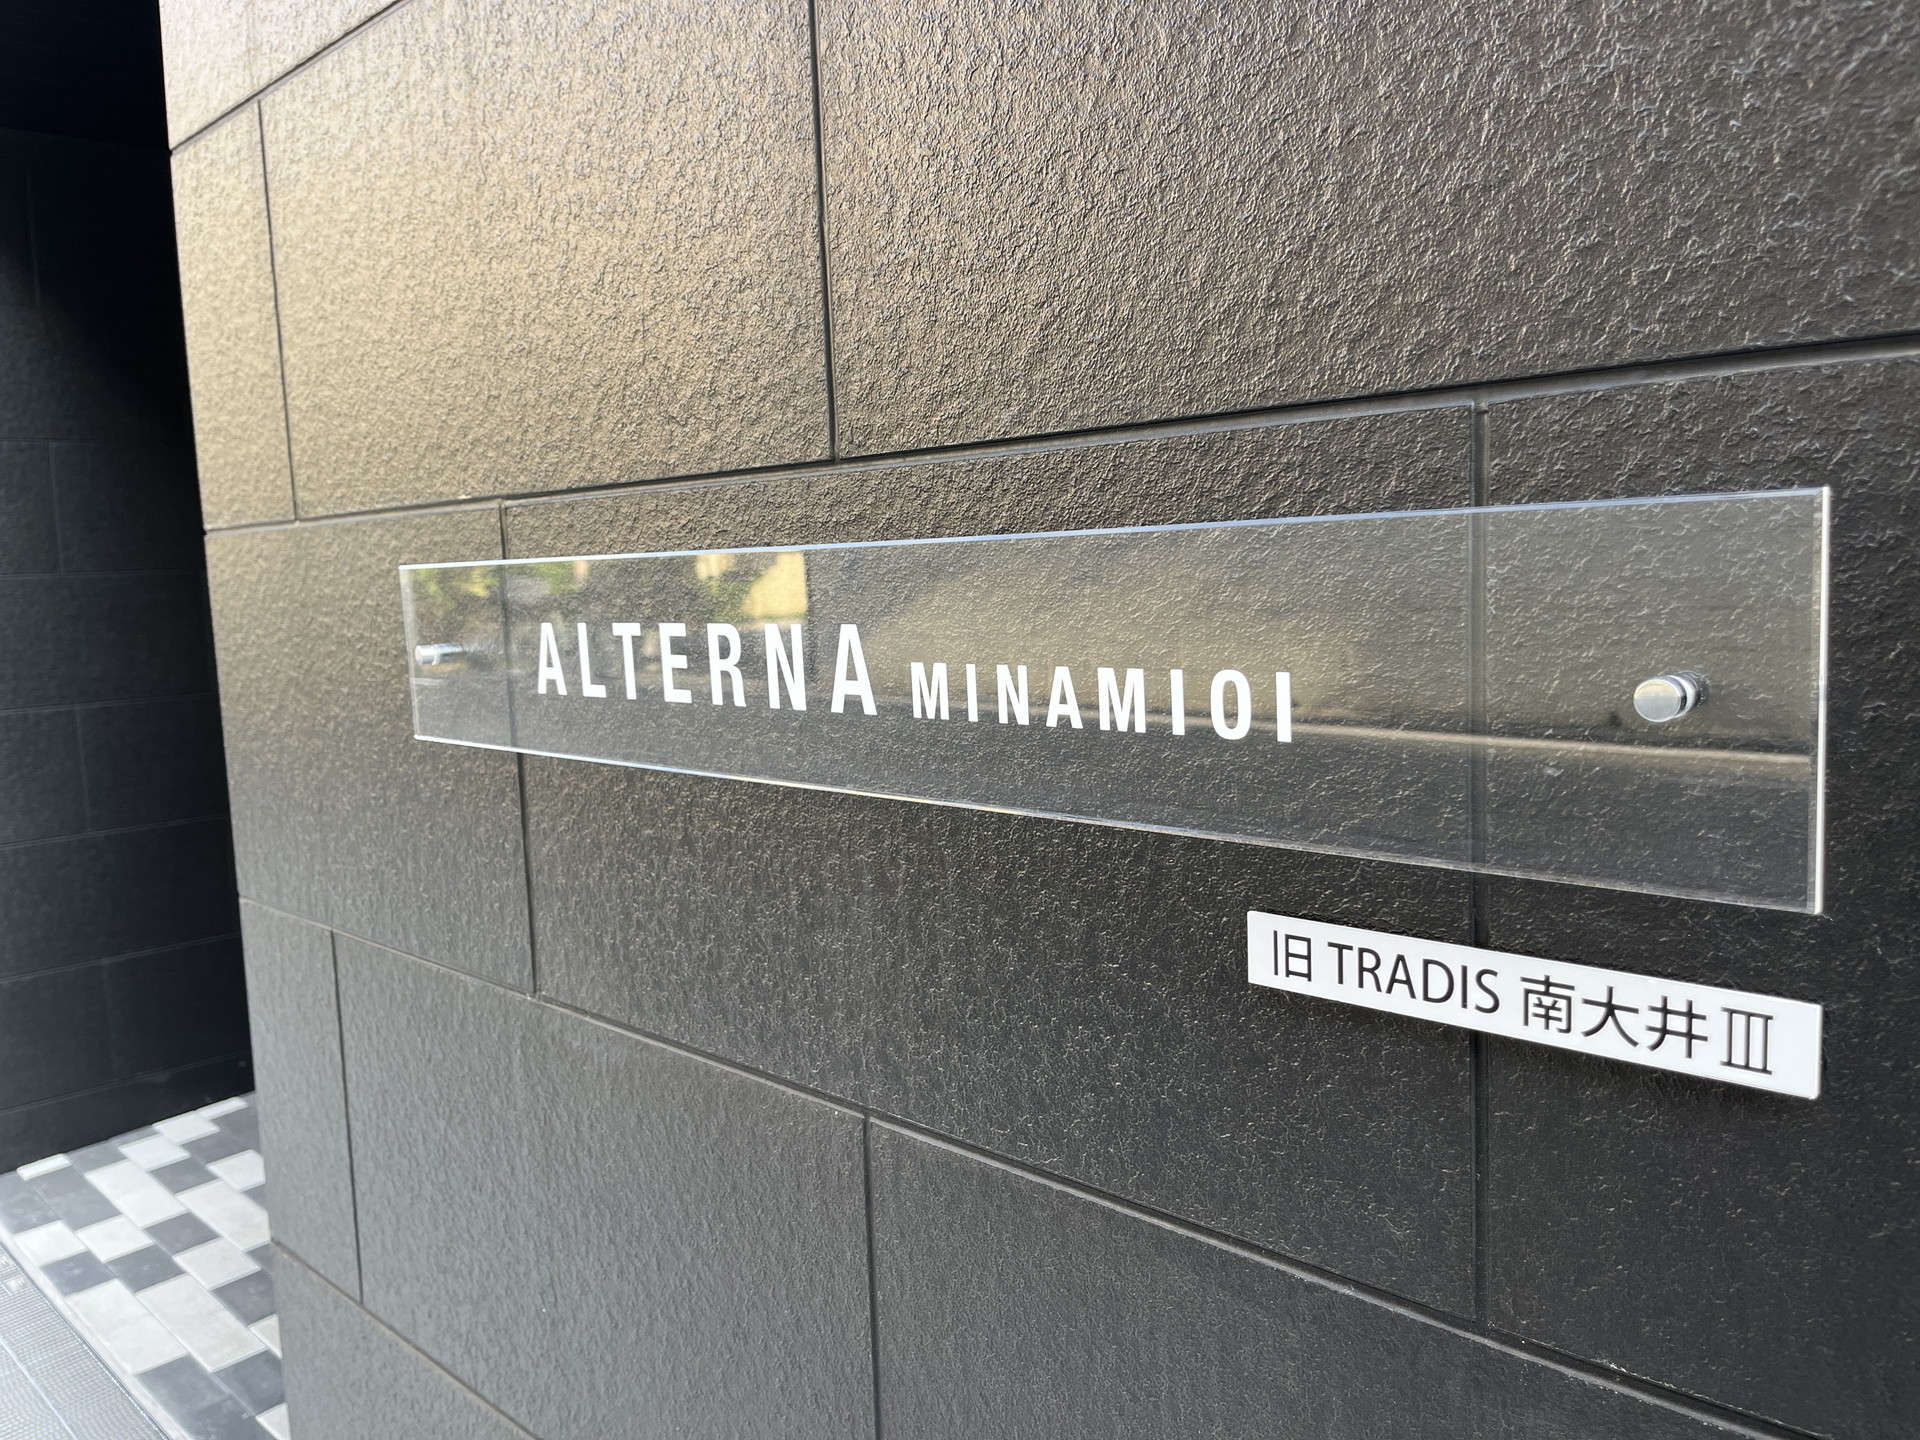 ALTERNA MINAMIOI
旧 TRADIS 南大井Ⅲ